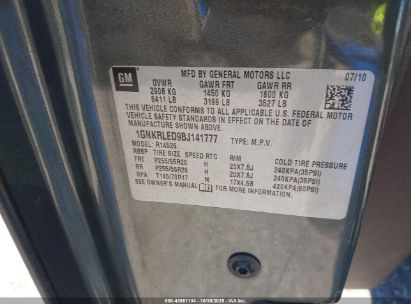 GM
MFD BY GENERAL MOTORS LLC 07/10
GVWR GAWR FRT GAWR RR
2908 KG 1450 KG 1600 KG
6411 LB 3196 LB 3527 LB
THIS VEHICLE CONFORMS TO ALL APPLICABLE U.S. FEDERAL MOTOR
VEHICLE SAFETY STANDARDS IN EFFECT ON THE DATE OF
MANUFACTURE SHOWN ABOVE.
1GNKRLED9BJ141777 TYPE: M.P.V.
MODEL: R14526
TIRE SIZE SPEED RTG RIM COLD TIRE PRESSURE
FRT P255/55R20 H 20X7.5J 240KPA(35PSI)
RR P255/55R20 H 20X7.5J 240KPA(35PSI)
SPA T145/70R17 M 17X4.5B 420KPA(60PSI)
SEE OWNER'S MANUAL FOR MORE INFORMATION.